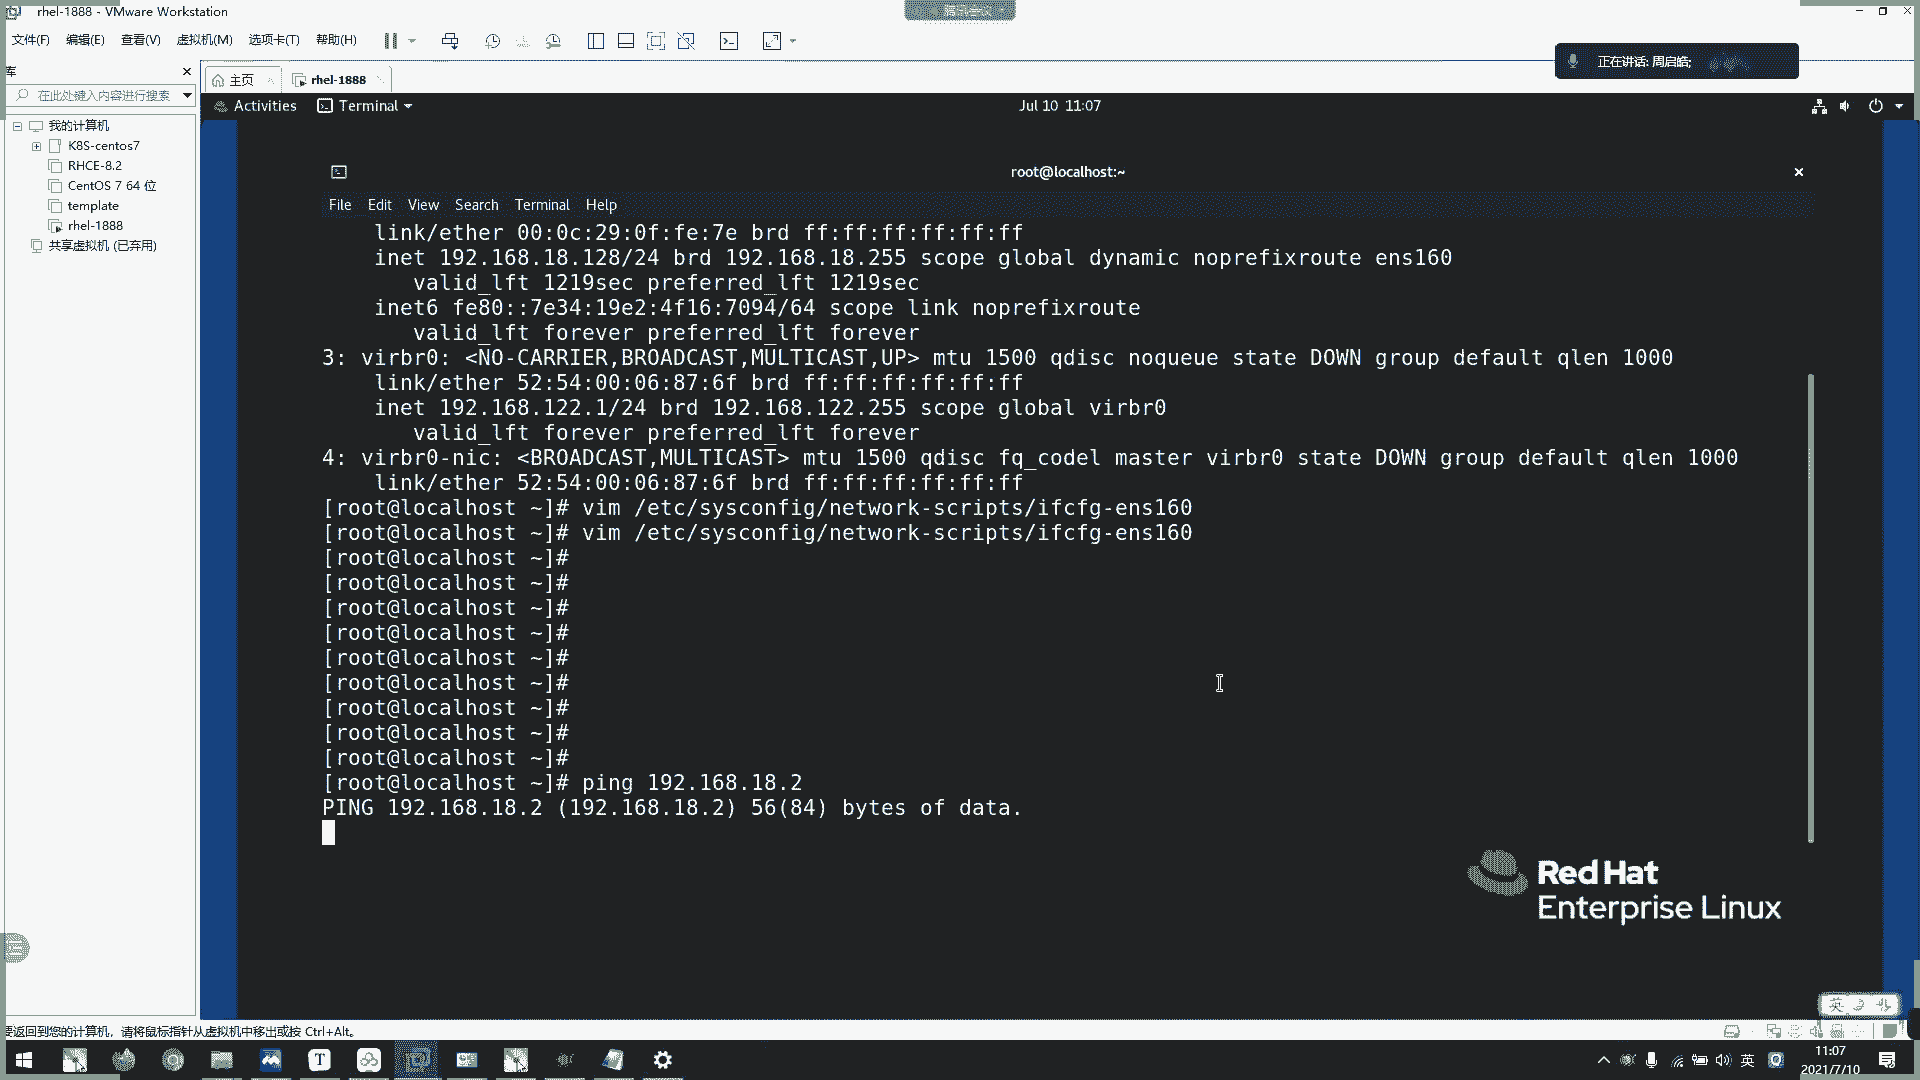 rhel-1888 - VMware Workstation
腾讯会议
文件(F) 编辑(E) 查看(V) 虚拟机(M) 选项卡(T) 帮助(H)
正在讲话: 周启皓;
库
主页
rhel-1888
在此处键入内容进行搜索
Activities
Terminal
Jul 10 11:07
我的计算机
K8S-centos7
RHCE-8.2
CentOS 7 64 位
template
rhel-1888
共享虚拟机 (已弃用)
root@localhost:~
File Edit View Search Terminal Help
link/ether 00:0c:29:0f:fe:7e brd ff:ff:ff:ff:ff:ff
inet 192.168.18.128/24 brd 192.168.18.255 scope global dynamic noprefixroute ens160
valid_lft 1219sec preferred_lft 1219sec
inet6 fe80::7e34:19e2:4f16:7094/64 scope link noprefixroute
valid_lft forever preferred_lft forever
3: virbr0: <NO-CARRIER,BROADCAST,MULTICAST,UP> mtu 1500 qdisc noqueue state DOWN group default qlen 1000
link/ether 52:54:00:06:87:6f brd ff:ff:ff:ff:ff:ff
inet 192.168.122.1/24 brd 192.168.122.255 scope global virbr0
valid_lft forever preferred_lft forever
4: virbr0-nic: <BROADCAST,MULTICAST> mtu 1500 qdisc fq_codel master virbr0 state DOWN group default qlen 1000
link/ether 52:54:00:06:87:6f brd ff:ff:ff:ff:ff:ff
[root@localhost ~]# vim /etc/sysconfig/network-scripts/ifcfg-ens160
[root@localhost ~]# vim /etc/sysconfig/network-scripts/ifcfg-ens160
[root@localhost ~]#
[root@localhost ~]#
[root@localhost ~]#
[root@localhost ~]#
[root@localhost ~]#
[root@localhost ~]#
[root@localhost ~]#
[root@localhost ~]#
[root@localhost ~]#
[root@localhost ~]# ping 192.168.18.2
PING 192.168.18.2 (192.168.18.2) 56(84) bytes of data.
Red Hat
Enterprise Linux
英
要返回到您的计算机，请将鼠标指针从虚拟机中移出或按 Ctrl+Alt。
T
英
11:07
2021/7/10